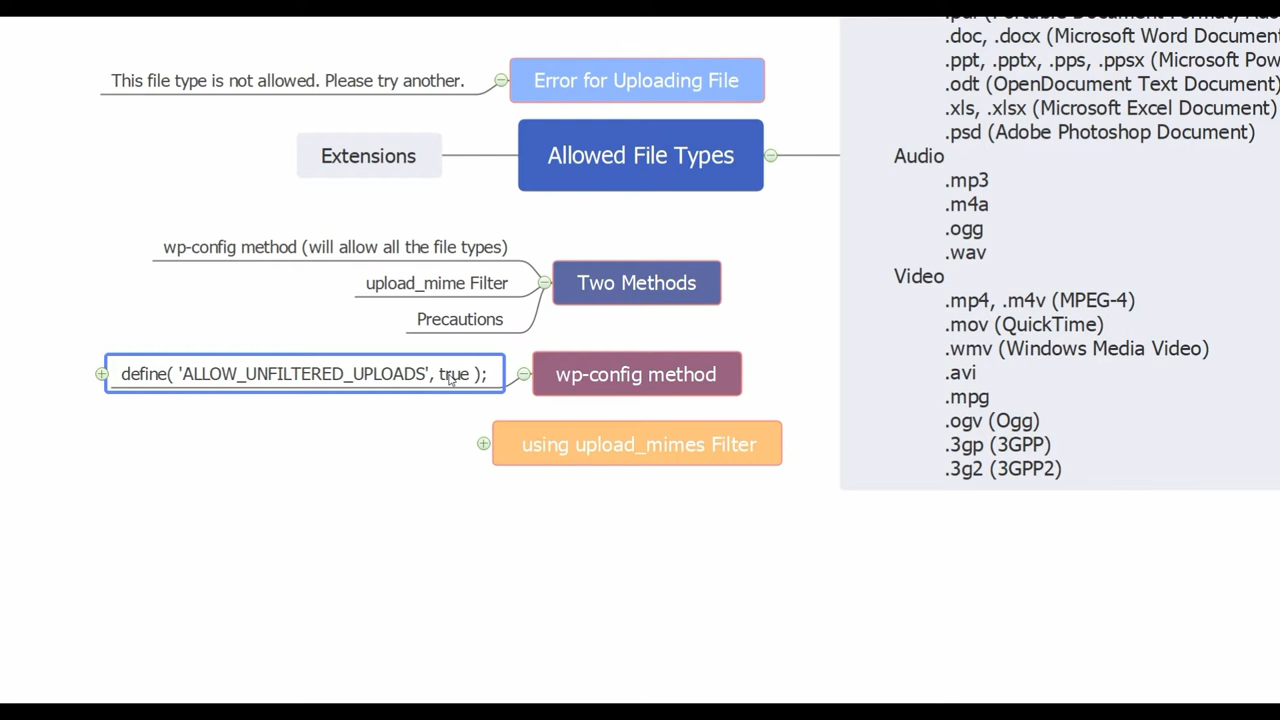 This file type is not allowed. Please try another.
Error for Uploading File
Extensions
Allowed File Types
wp-config method (will allow all the file types)
upload_mime Filter
Precautions
Two Methods
define( 'ALLOW_UNFILTERED_UPLOADS', true );
wp-config method
using upload_mimes Filter
.doc, .docx (Microsoft Word Document
.ppt, .pptx, .pps, .ppsx (Microsoft Pow
.odt (OpenDocument Text Document)
.xls, .xlsx (Microsoft Excel Document)
.psd (Adobe Photoshop Document)
Audio
.mp3
.m4a
.ogg
.wav
Video
.mp4, .m4v (MPEG-4)
.mov (QuickTime)
.wmv (Windows Media Video)
.avi
.mpg
.ogv (Ogg)
.3gp (3GPP)
.3g2 (3GPP2)